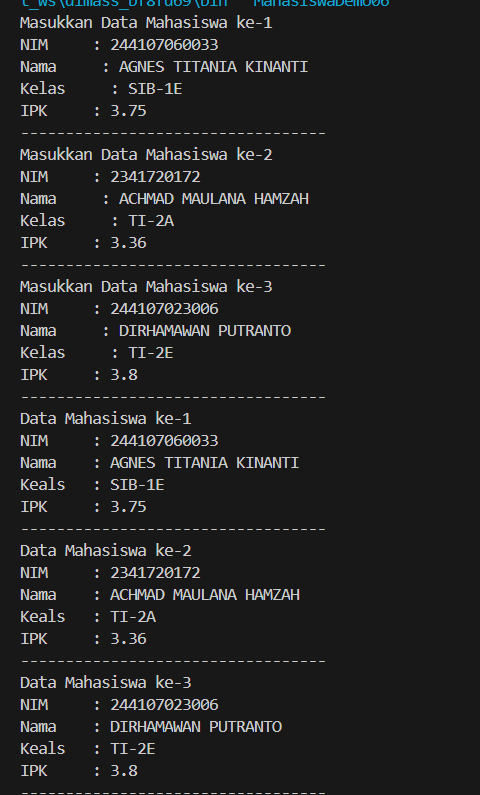 t_ws\dimass_bf8fd69\bin' 'MahasiswaDemo06'
Masukkan Data Mahasiswa ke-1
NIM     : 244107060033
Nama     : AGNES TITANIA KINANTI
Kelas     : SIB-1E
IPK     : 3.75
----------------------------------
Masukkan Data Mahasiswa ke-2
NIM     : 2341720172
Nama     : ACHMAD MAULANA HAMZAH
Kelas     : TI-2A
IPK     : 3.36
----------------------------------
Masukkan Data Mahasiswa ke-3
NIM     : 244107023006
Nama     : DIRHAMAWAN PUTRANTO
Kelas     : TI-2E
IPK     : 3.8
----------------------------------
Data Mahasiswa ke-1
NIM     : 244107060033
Nama    : AGNES TITANIA KINANTI
Keals   : SIB-1E
IPK     : 3.75
----------------------------------
Data Mahasiswa ke-2
NIM     : 2341720172
Nama    : ACHMAD MAULANA HAMZAH
Keals   : TI-2A
IPK     : 3.36
----------------------------------
Data Mahasiswa ke-3
NIM     : 244107023006
Nama    : DIRHAMAWAN PUTRANTO
Keals   : TI-2E
IPK     : 3.8
----------------------------------